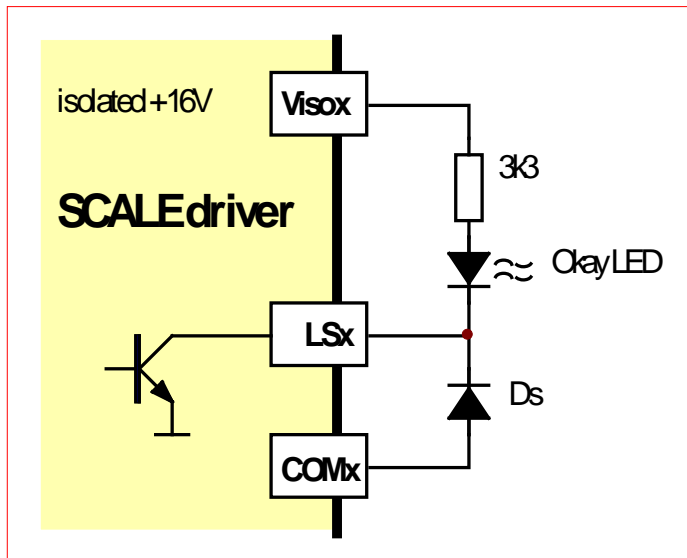 isolated +16V
Visox
3k3
SCALE driver
Okay LED
LSx
Ds
COMx